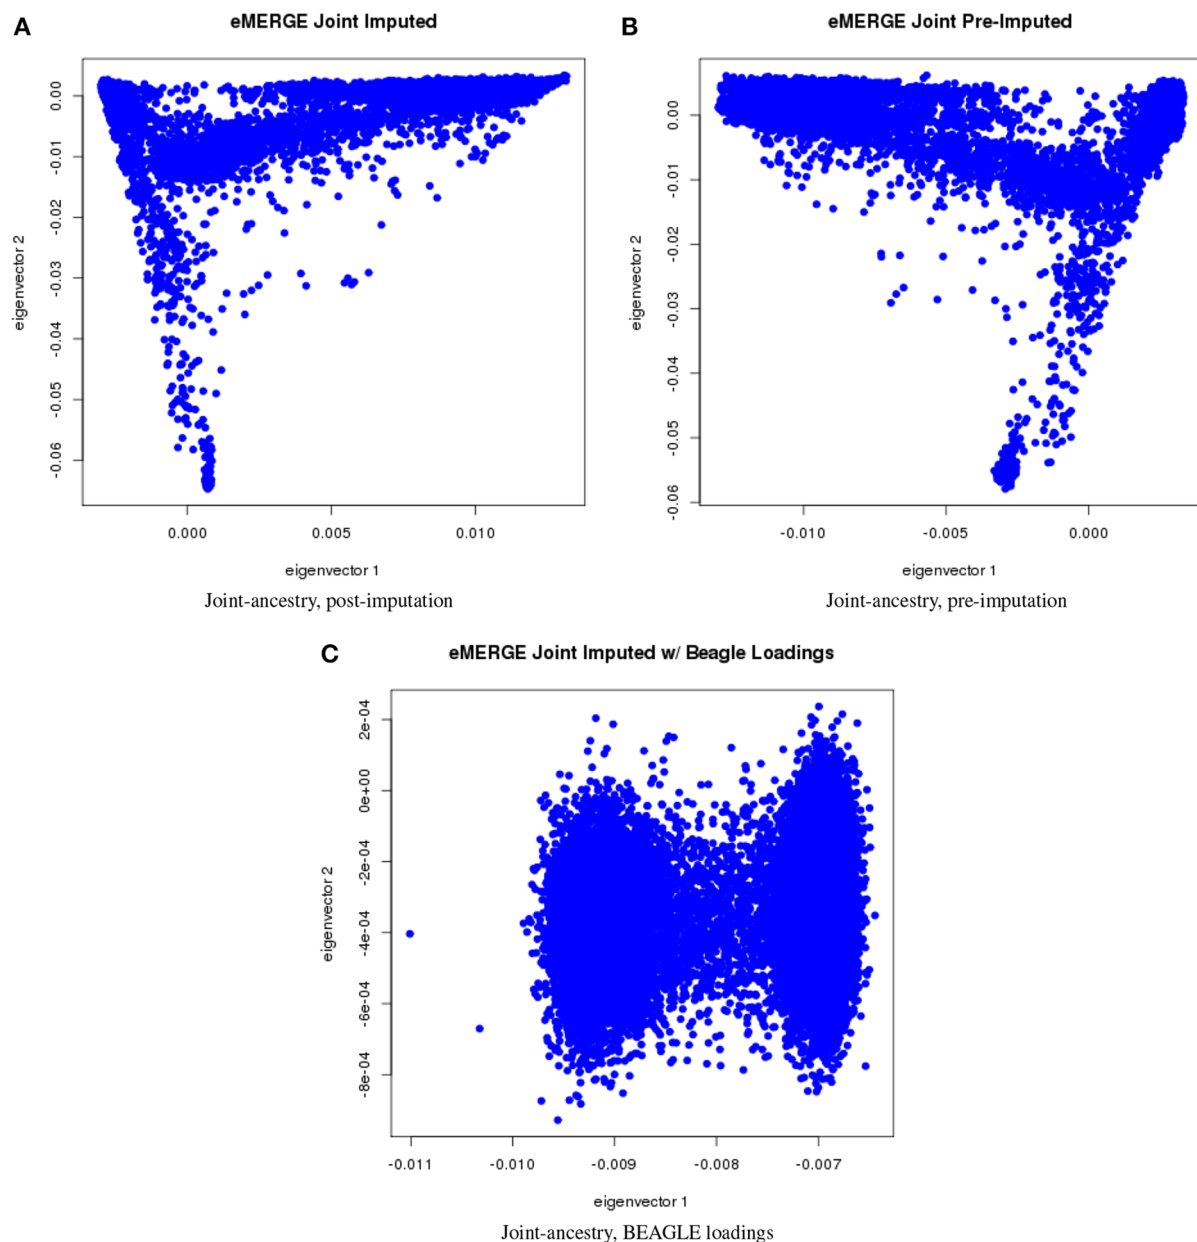 A
eMERGE Joint Imputed
0.00
-0.01
-0.02
-0.03
-0.04
-0.05
-0.06
eigenvector 2
0.000 0.005 0.010
eigenvector 1
Joint-ancestry, post-imputation
B
eMERGE Joint Pre-Imputed
0.00
-0.01
-0.02
-0.03
-0.04
-0.05
-0.06
eigenvector 2
-0.010 -0.005 0.000
eigenvector 1
Joint-ancestry, pre-imputation
C
eMERGE Joint Imputed w/ Beagle Loadings
2e-04
0e+00
-2e-04
-4e-04
-6e-04
-8e-04
eigenvector 2
-0.011 -0.010 -0.009 -0.008 -0.007
eigenvector 1
Joint-ancestry, BEAGLE loadings